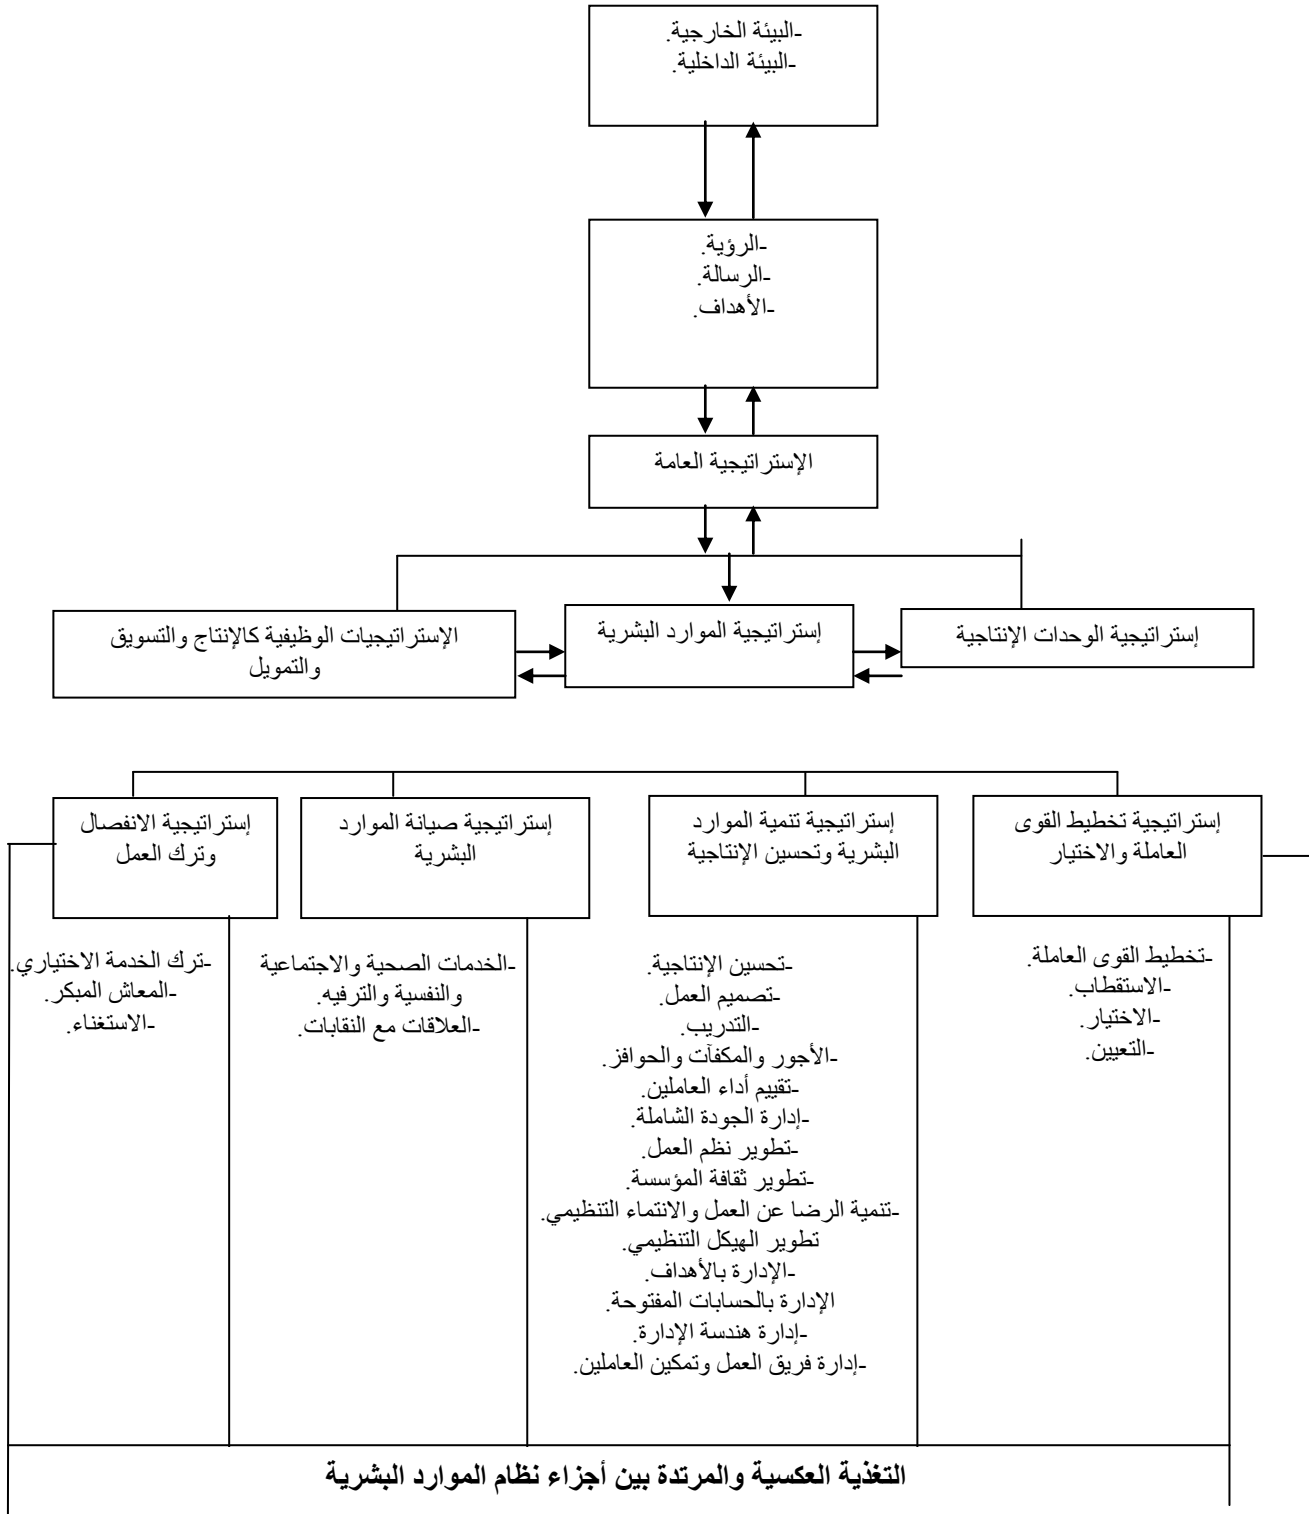 -البيئة الخارجية.
-البيئة الداخلية.
-الرؤية.
-الرسالة.
-الأهداف.
الإستراتيجية العامة
إستراتيجية الوحدات الإنتاجية
إستراتيجية الموارد البشرية
الإستراتيجيات الوظيفية كالإنتاج والتسويق
والتمويل
إستراتيجية تخطيط القوى
العاملة والاختيار
إستراتيجية تنمية الموارد
البشرية وتحسين الإنتاجية
إستراتيجية صيانة الموارد
البشرية
إستراتيجية الانفصال
وترك العمل
-تخطيط القوى العاملة.
-الاستقطاب.
-الاختيار.
-التعيين.
-تحسين الإنتاجية.
-تصميم العمل.
-التدريب.
-الأجور والمكفآت والحوافز.
-تقييم أداء العاملين.
-إدارة الجودة الشاملة.
-تطوير نظم العمل.
-تطوير ثقافة المؤسسة.
-تنمية الرضا عن العمل والانتماء التنظيمي.
تطوير الهيكل التنظيمي.
-الإدارة بالأهداف.
الإدارة بالحسابات المفتوحة.
-إدارة هندسة الإدارة.
-إدارة فريق العمل وتمكين العاملين.
-الخدمات الصحية والاجتماعية
والنفسية والترفيه.
-العلاقات مع النقابات.
-ترك الخدمة الاختياري.
-المعاش المبكر.
-الاستغناء.
التغذية العكسية والمرتدة بين أجزاء نظام الموارد البشرية